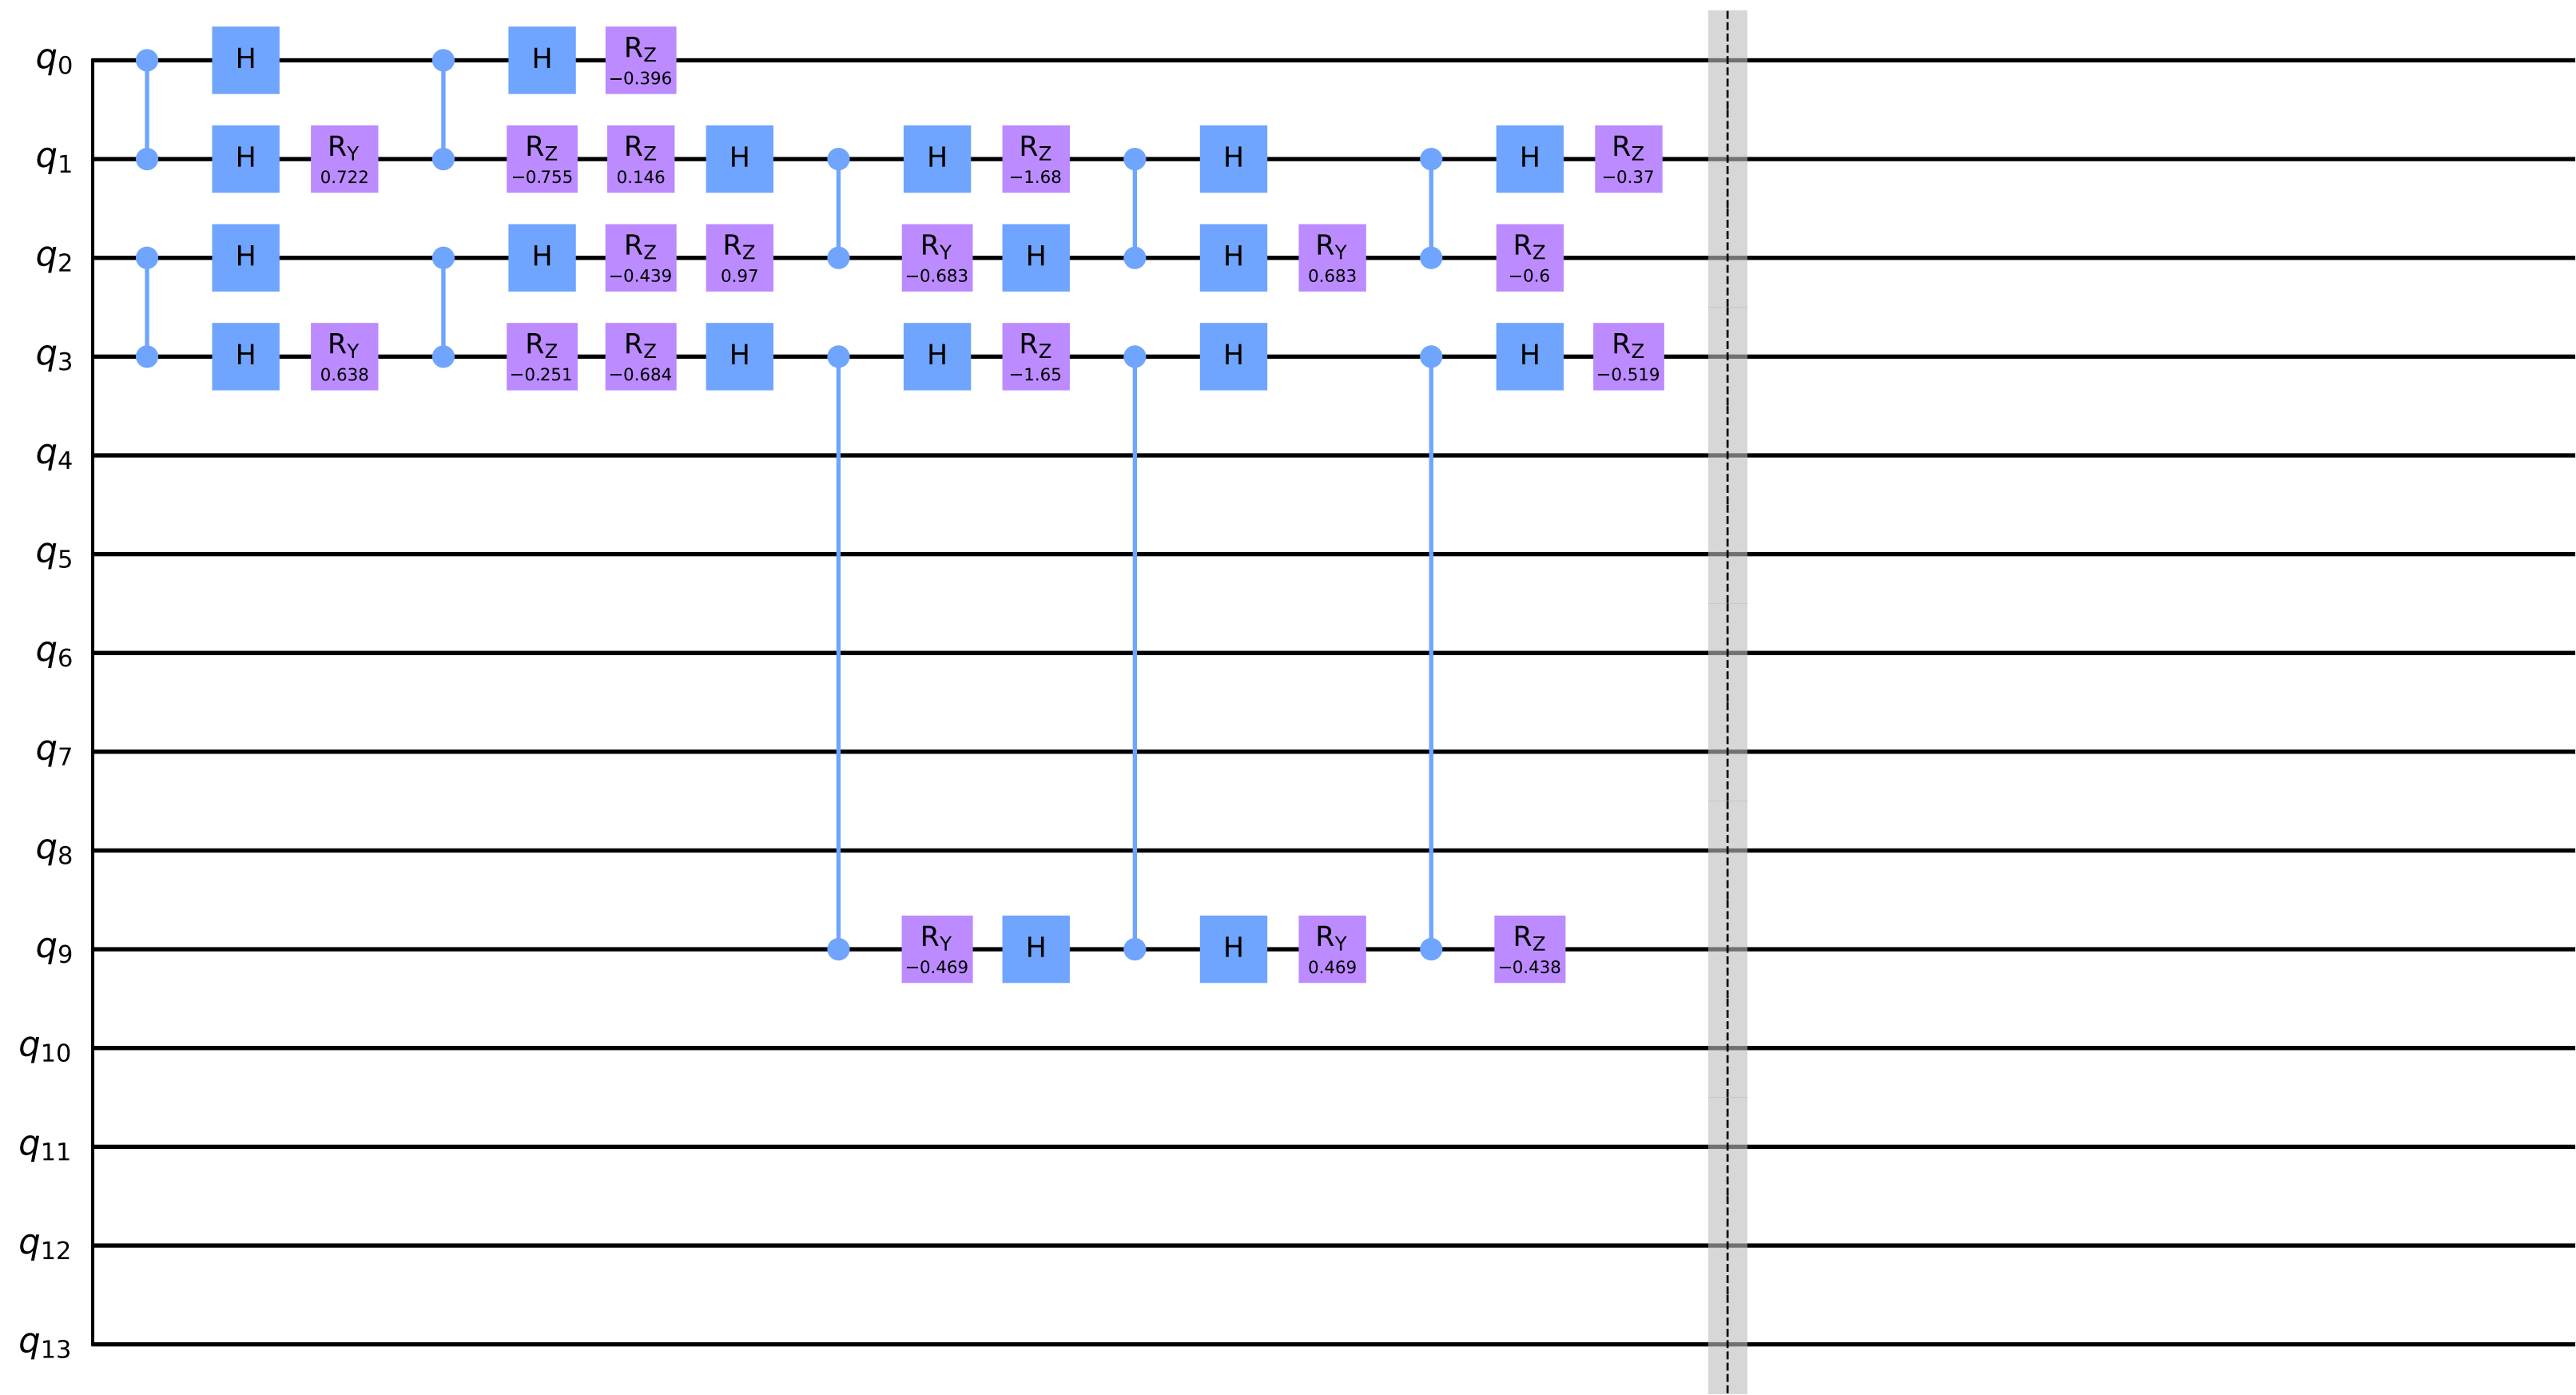 q0 H H RZ −0.396
q1 H RY 0.722 RZ −0.755 RZ 0.146 H H RZ −1.68 H H RZ −0.37
q2 H H RZ −0.439 RZ 0.97 RY −0.683 H H RY 0.683 RZ −0.6
q3 H RY 0.638 RZ −0.251 RZ −0.684 H H RZ −1.65 H H RZ −0.519
q4
q5
q6
q7
q8
q9 RY −0.469 H H RY 0.469 RZ −0.438
q10
q11
q12
q13